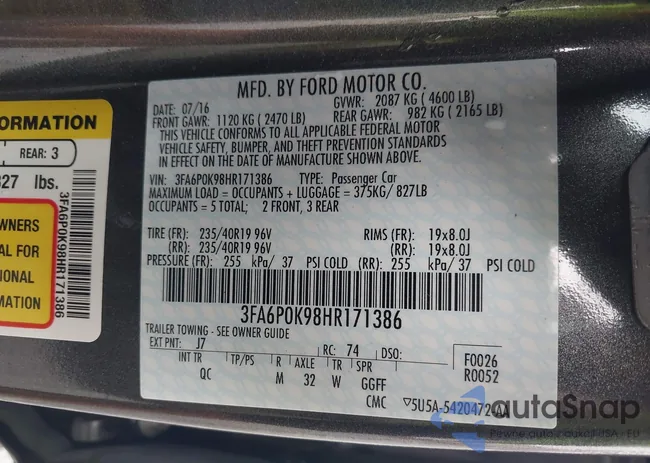 ORMATION
REAR: 3
827 lbs.
WNERS
AL FOR
IONAL
MATION
3FA6P0K98HR171386
MFD. BY FORD MOTOR CO.
DATE: 07/16 GVWR: 2087 KG ( 4600 LB)
FRONT GAWR: 1120 KG ( 2470 LB) REAR GAWR: 982 KG ( 2165 LB)
THIS VEHICLE CONFORMS TO ALL APPLICABLE FEDERAL MOTOR
VEHICLE SAFETY, BUMPER, AND THEFT PREVENTION STANDARDS
IN EFFECT ON THE DATE OF MANUFACTURE SHOWN ABOVE.
VIN: 3FA6P0K98HR171386 TYPE: Passenger Car
MAXIMUM LOAD = OCCUPANTS + LUGGAGE = 375KG/ 827LB
OCCUPANTS = 5 TOTAL; 2 FRONT, 3 REAR
TIRE (FR): 235/40R19 96V RIMS (FR): 19x8.0J
(RR): 235/40R19 96V (RR): 19x8.0J
PRESSURE (FR): 255 kPa/ 37 PSI COLD (RR): 255 kPa/ 37 PSI COLD
3FA6P0K98HR171386
TRAILER TOWING - SEE OWNER GUIDE
EXT PNT: J7 RC: 74 DSO: F0026
INT TR TP/PS R AXLE TR SPR R0052
QC M 32 W GGFF
CMC ▽5U5A-5420472-AA
autoSnap